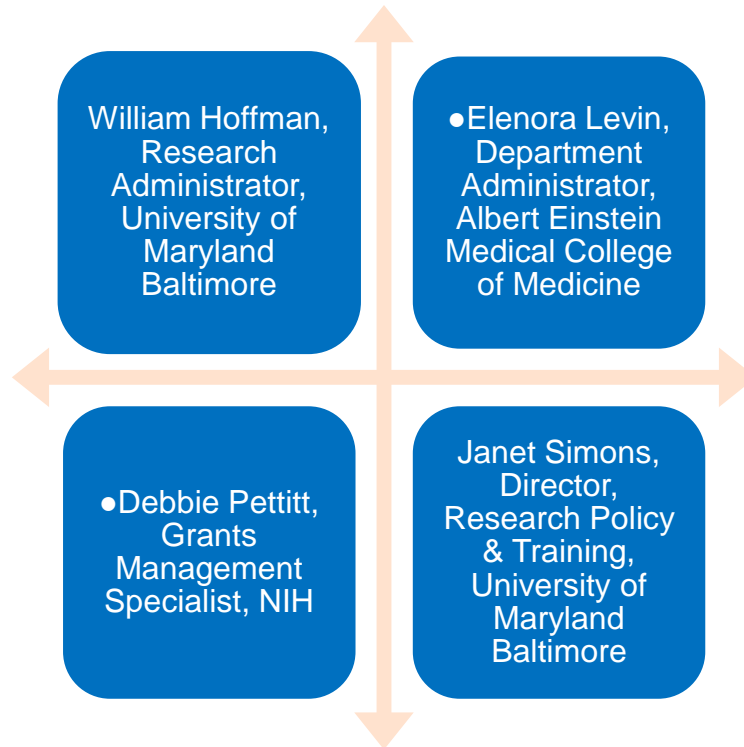 William Hoffman,
Research
Administrator,
University of
Maryland
Baltimore
●Elenora Levin,
Department
Administrator,
Albert Einstein
Medical College
of Medicine
●Debbie Pettitt,
Grants
Management
Specialist, NIH
Janet Simons,
Director,
Research Policy
& Training,
University of
Maryland
Baltimore